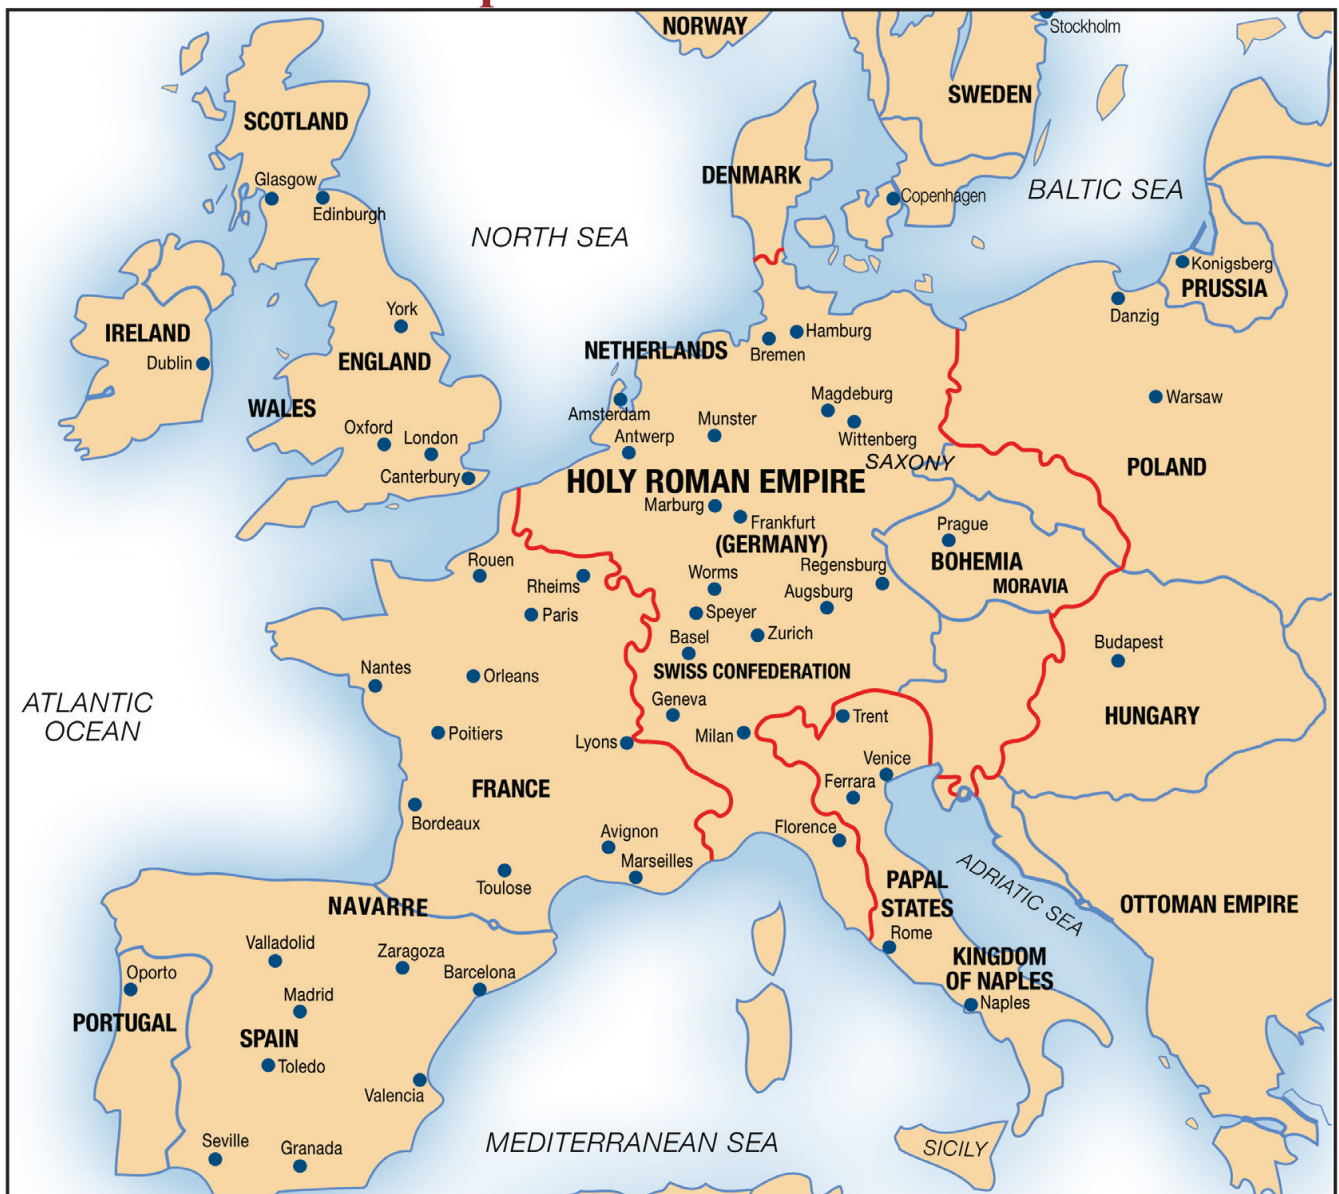 NORWAY
Stockholm
SWEDEN
SCOTLAND
DENMARK
Glasgow
Edinburgh
Copenhagen
BALTIC SEA
NORTH SEA
Konigsberg
PRUSSIA
Danzig
York
IRELAND
Dublin
ENGLAND
NETHERLANDS
Hamburg
Bremen
WALES
Amsterdam
Magdeburg
Warsaw
Munster
Wittenberg
Oxford
London
Antwerp
Canterbury
SAXONY
POLAND
HOLY ROMAN EMPIRE
Marburg
Frankfurt
(GERMANY)
Prague
BOHEMIA
MORAVIA
Rouen
Rheims
Worms
Regensburg
Augsburg
Paris
Speyer
Zurich
Basel
Budapest
SWISS CONFEDERATION
Nantes
Orleans
Geneva
ATLANTIC
OCEAN
HUNGARY
Trent
Poitiers
Lyons
Milan
Venice
FRANCE
Ferrara
Bordeaux
Florence
Avignon
Marseilles
Toulose
ADRIATIC SEA
PAPAL
STATES
OTTOMAN EMPIRE
NAVARRE
Rome
Valladolid
Zaragoza
Barcelona
KINGDOM
OF NAPLES
Oporto
Madrid
Naples
PORTUGAL
SPAIN
Toledo
Valencia
Seville
Granada
MEDITERRANEAN SEA
SICILY